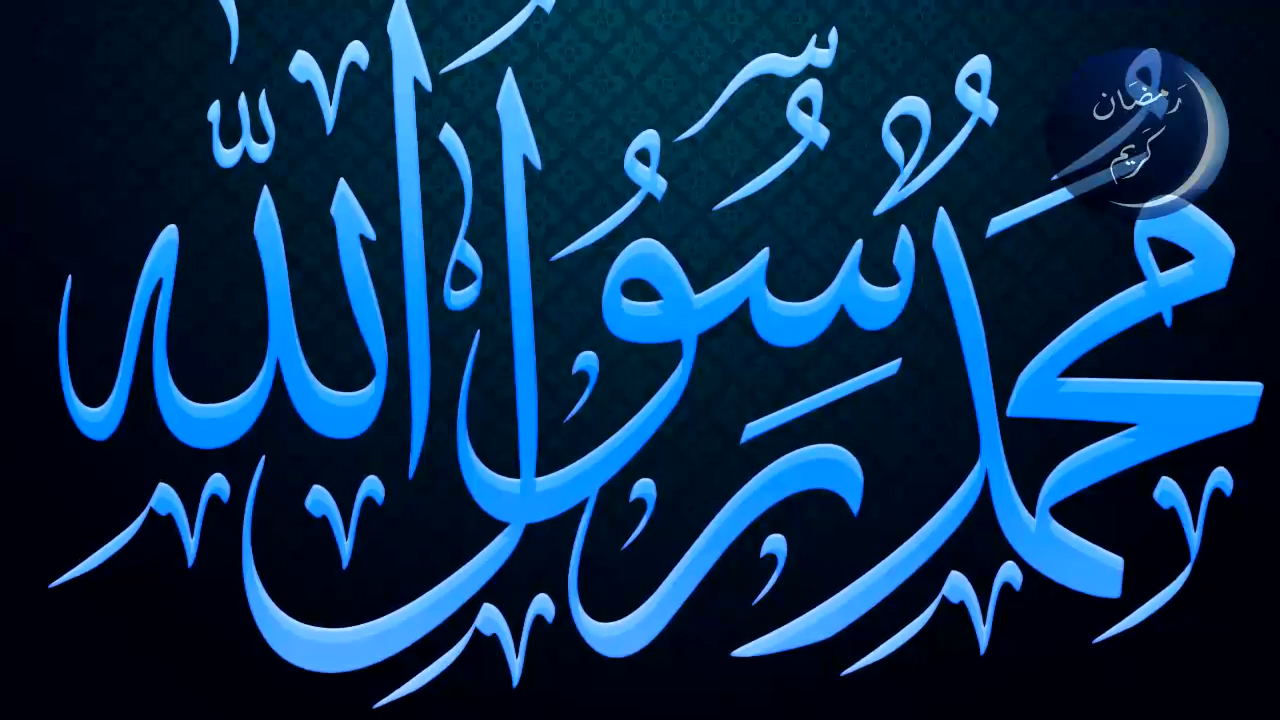 محمد رسول الله
رمضان
كريم